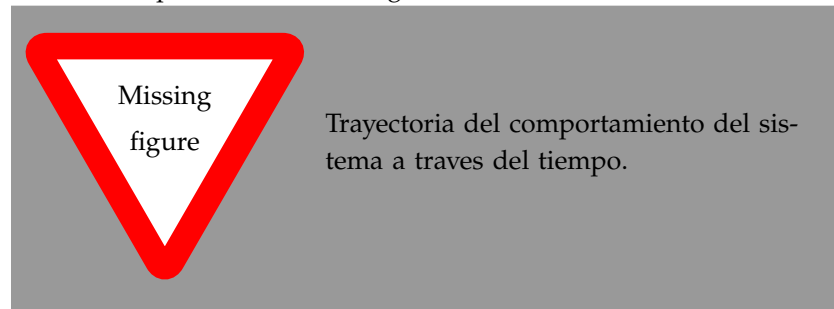 Missing
figure
Trayectoria del comportamiento del sis-
tema a traves del tiempo.